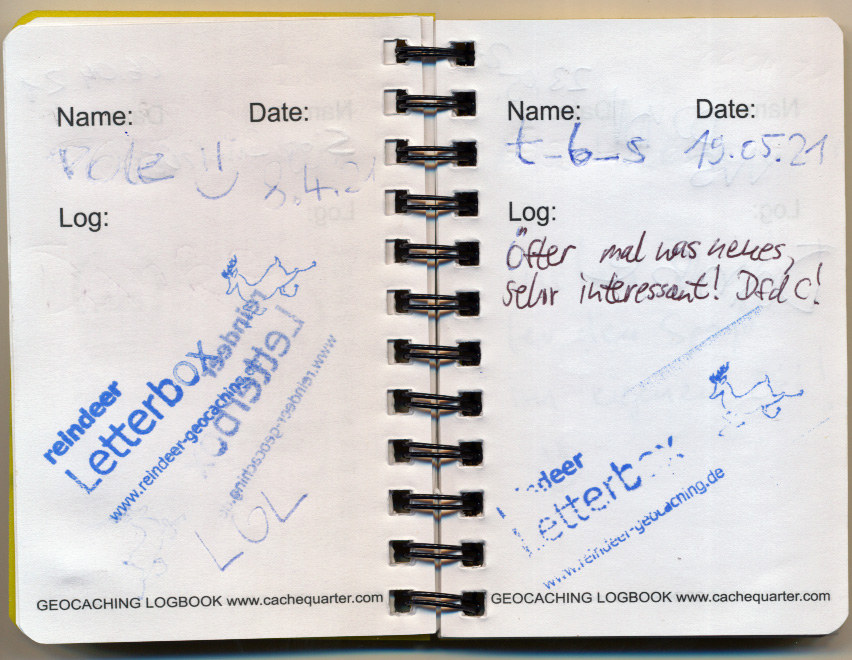 Name: Date:
8.4.21
Log:
reindeer
Letterbox
www.reindeer-geocaching.de
reindeer
Letterbox
www.reindeer-geocaching.de
LOL
GEOCACHING LOGBOOK www.cachequarter.com
Name: Date:
t_b_s 19.05.21
Log:
Öfter mal was neues,
sehr interessant! DfdC!
reindeer
Letterbox
www.reindeer-geocaching.de
GEOCACHING LOGBOOK www.cachequarter.com